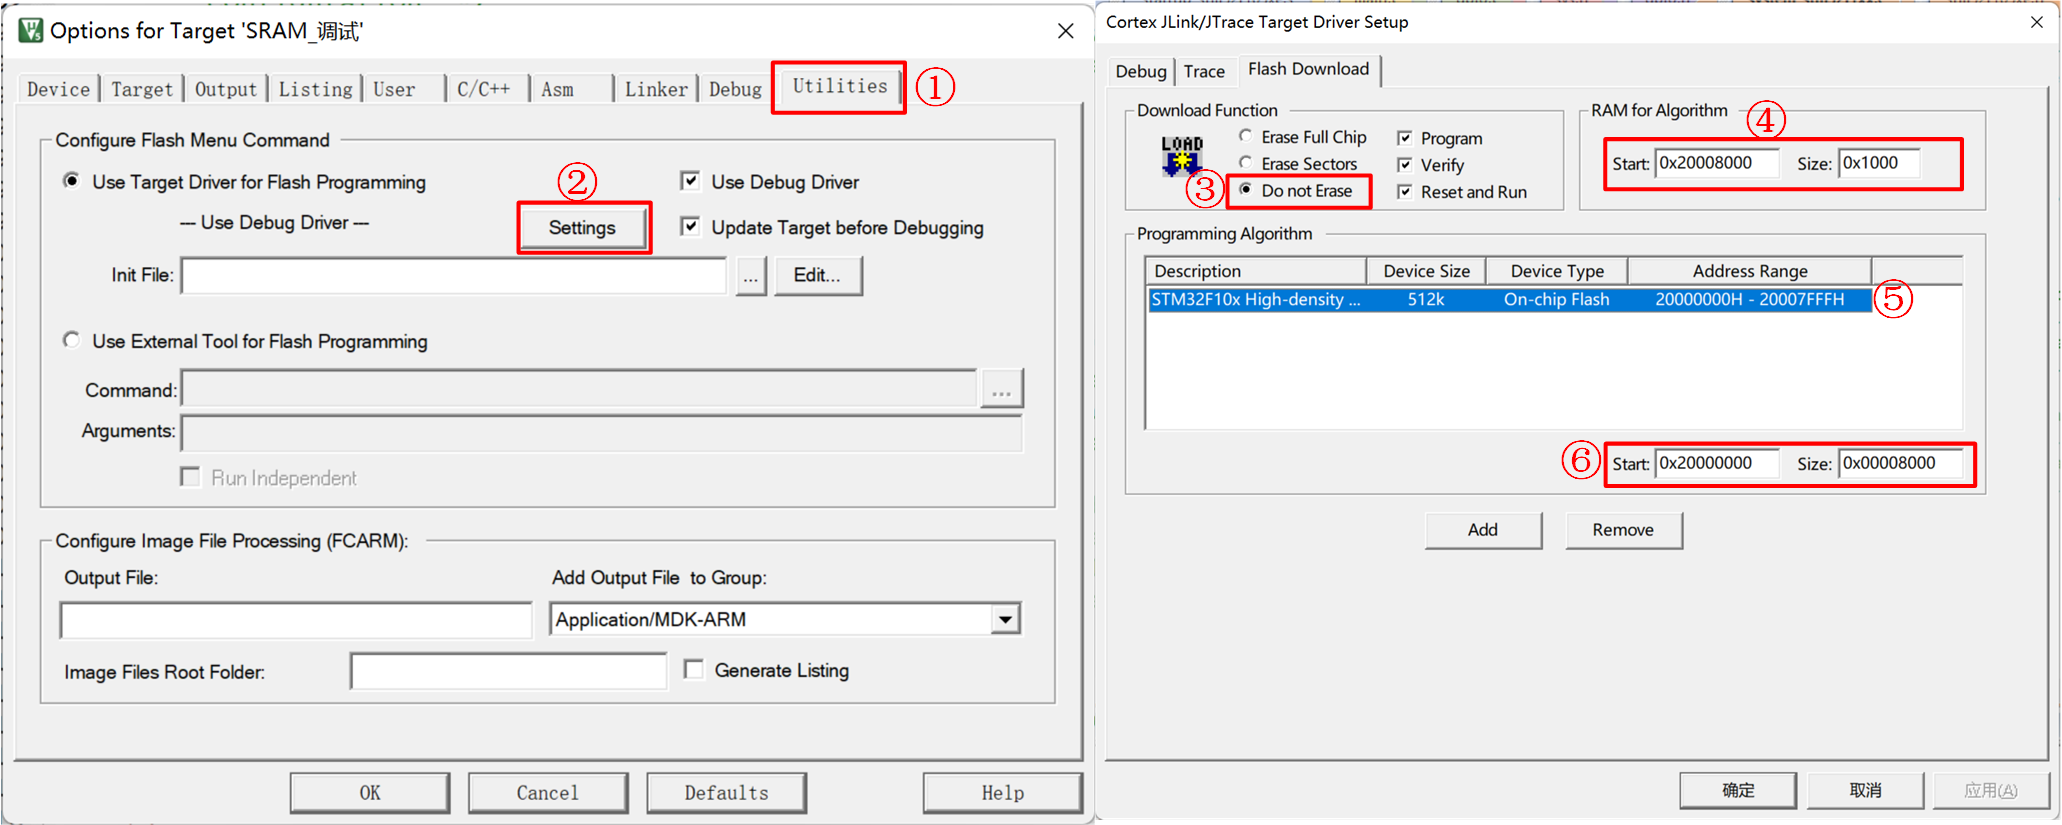 Options for Target 'SRAM_调试'
Device Target Output Listing User C/C++ Asm Linker Debug Utilities ①
Configure Flash Menu Command
Use Target Driver for Flash Programming
②
Use Debug Driver
--- Use Debug Driver ---
Settings
Update Target before Debugging
Init File:
...
Edit...
Use External Tool for Flash Programming
Command:
...
Arguments:
Run Independent
Configure Image File Processing (FCARM):
Output File:
Add Output File to Group:
Application/MDK-ARM
Image Files Root Folder:
Generate Listing
OK Cancel Defaults Help
Cortex JLink/JTrace Target Driver Setup
Debug Trace Flash Download
Download Function
LOAD
Erase Full Chip
Erase Sectors
③ Do not Erase
Program
Verify
Reset and Run
RAM for Algorithm
④
Start: 0x20008000 Size: 0x1000
Programming Algorithm
Description Device Size Device Type Address Range
STM32F10x High-density ... 512k On-chip Flash 20000000H - 20007FFFH ⑤
⑥ Start: 0x20000000 Size: 0x00008000
Add Remove
确定 取消 应用(A)